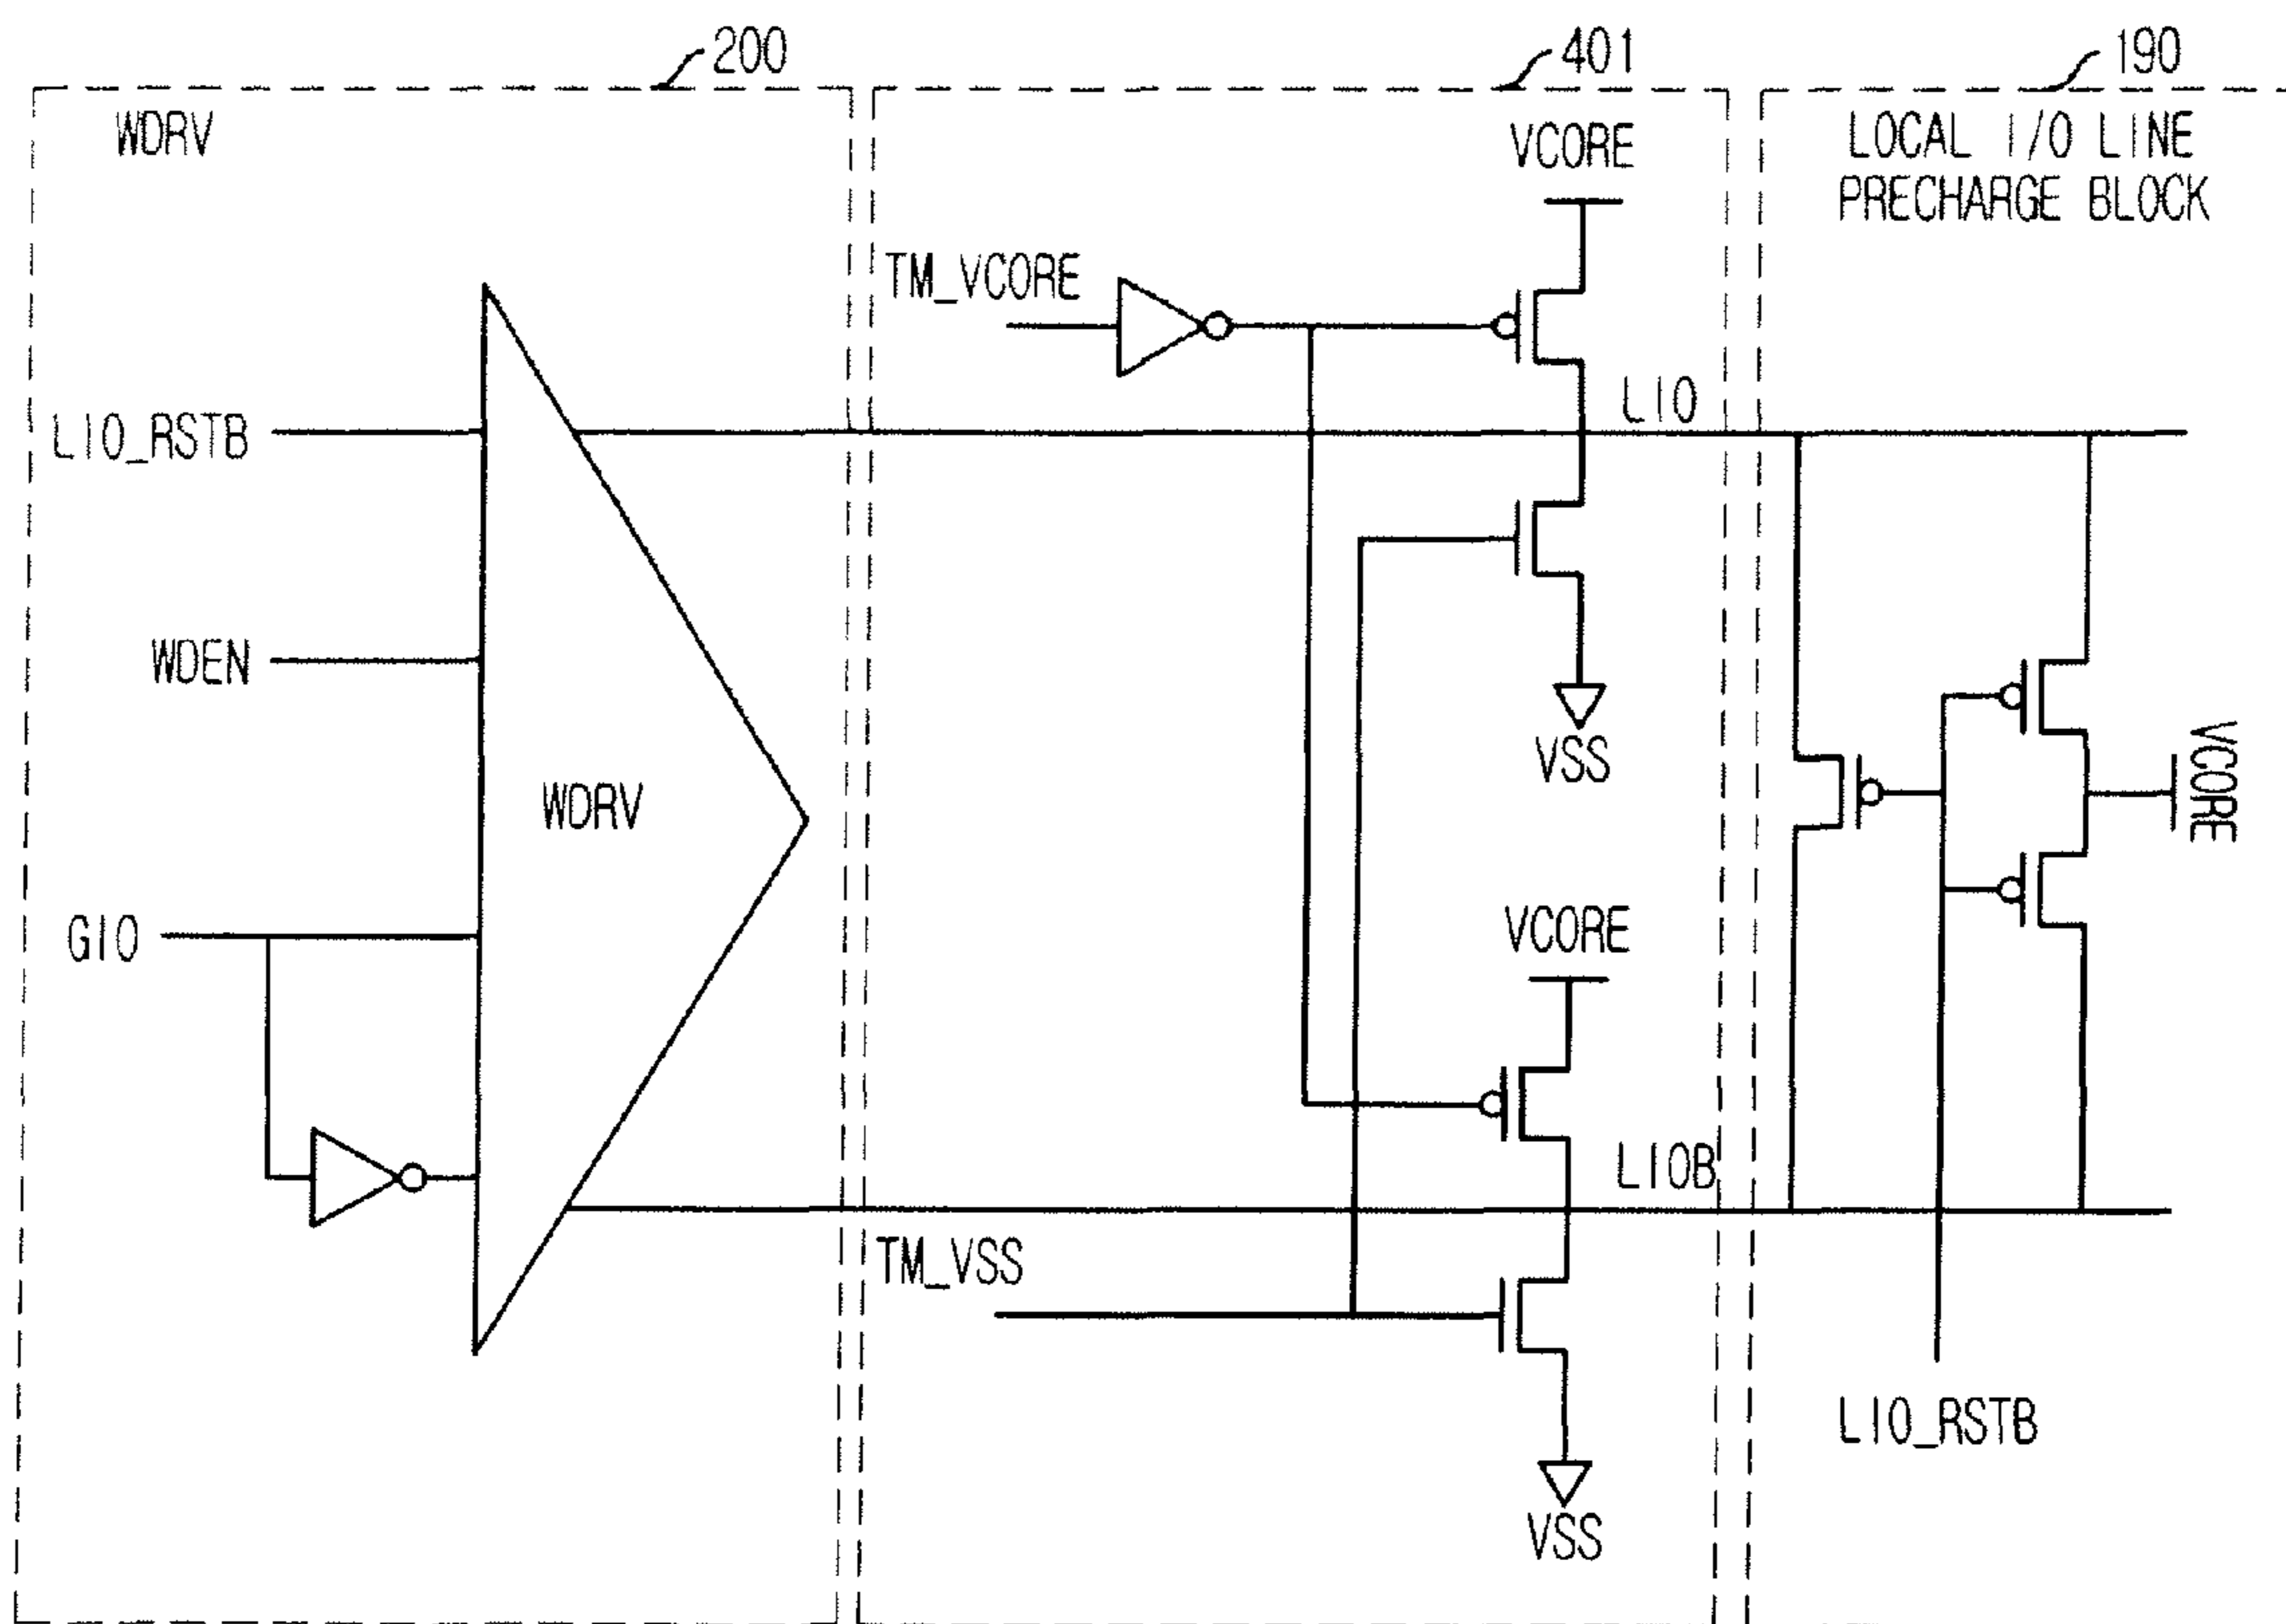 200
401
190
WDRV
LOCAL I/O LINE
PRECHARGE BLOCK
VCORE
TM_VCORE
LIO
LIO_RSTB
WDEN
VSS
WDRV
VCORE
VCORE
GIO
LIOB
TM_VSS
LIO_RSTB
VSS